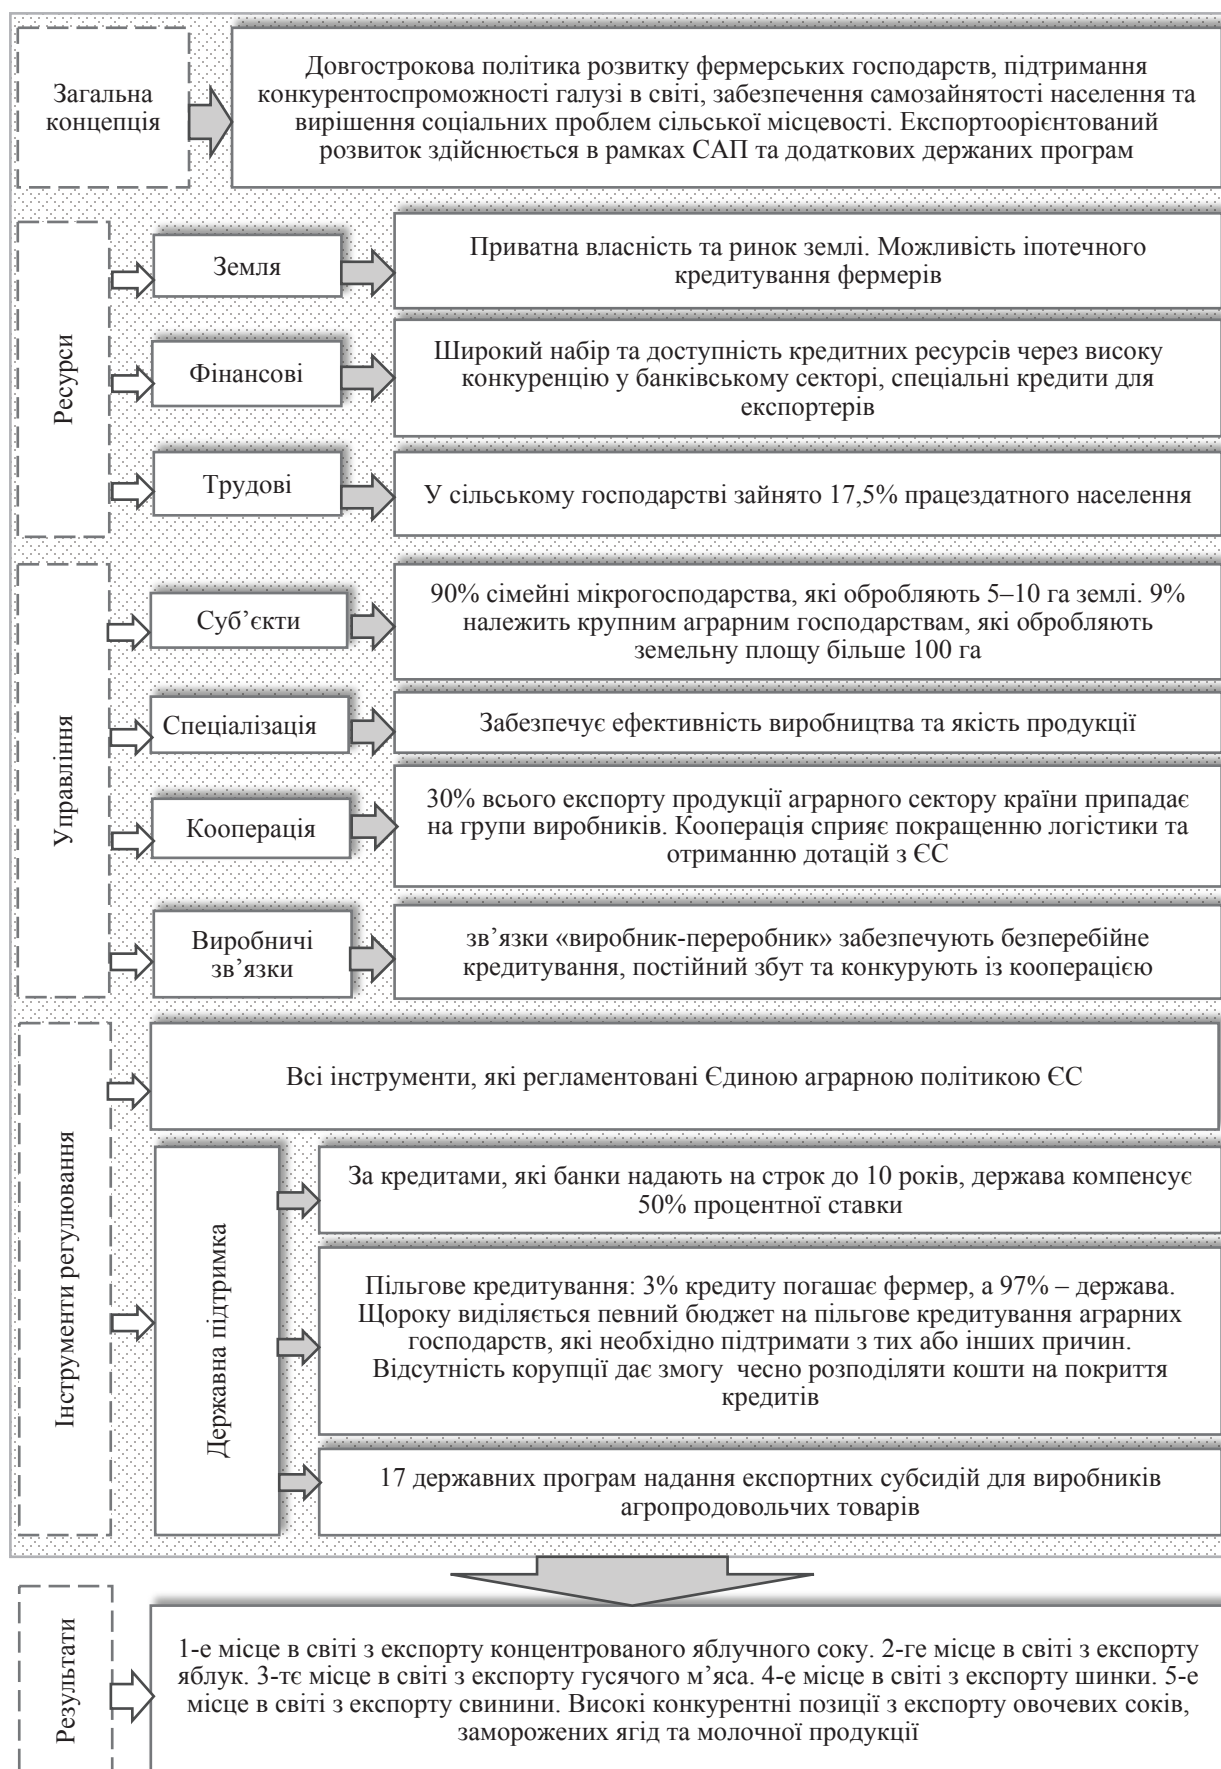 Загальна
концепція
Довгострокова політика розвитку фермерських господарств, підтримання
конкурентоспроможності галузі в світі, забезпечення самозайнятості населення та
вирішення соціальних проблем сільської місцевості. Експортоорієнтований
розвиток здійснюється в рамках САП та додаткових держаних програм
Ресурси
Земля
Приватна власність та ринок землі. Можливість іпотечного
кредитування фермерів
Фінансові
Широкий набір та доступність кредитних ресурсів через високу
конкуренцію у банківському секторі, спеціальні кредити для
експортерів
Трудові
У сільському господарстві зайнято 17,5% працездатного населення
Управління
Суб’єкти
90% сімейні мікрогосподарства, які обробляють 5–10 га землі. 9%
належить крупним аграрним господарствам, які обробляють
земельну площу більше 100 га
Спеціалізація
Забезпечує ефективність виробництва та якість продукції
Кооперація
30% всього експорту продукції аграрного сектору країни припадає
на групи виробників. Кооперація сприяє покращенню логістики та
отриманню дотацій з ЄС
Виробничі
зв’язки
зв’язки «виробник-переробник» забезпечують безперебійне
кредитування, постійний збут та конкурують із кооперацією
Інструменти регулювання
Всі інструменти, які регламентовані Єдиною аграрною політикою ЄС
Державна підтримка
За кредитами, які банки надають на строк до 10 років, держава компенсує
50% процентної ставки
Пільгове кредитування: 3% кредиту погашає фермер, а 97% – держава.
Щороку виділяється певний бюджет на пільгове кредитування аграрних
господарств, які необхідно підтримати з тих або інших причин.
Відсутність корупції дає змогу чесно розподіляти кошти на покриття
кредитів
17 державних програм надання експортних субсидій для виробників
агропродовольчих товарів
Результати
1-е місце в світі з експорту концентрованого яблучного соку. 2-ге місце в світі з експорту
яблук. 3-тє місце в світі з експорту гусячого м’яса. 4-е місце в світі з експорту шинки. 5-е
місце в світі з експорту свинини. Високі конкурентні позиції з експорту овочевих соків,
заморожених ягід та молочної продукції